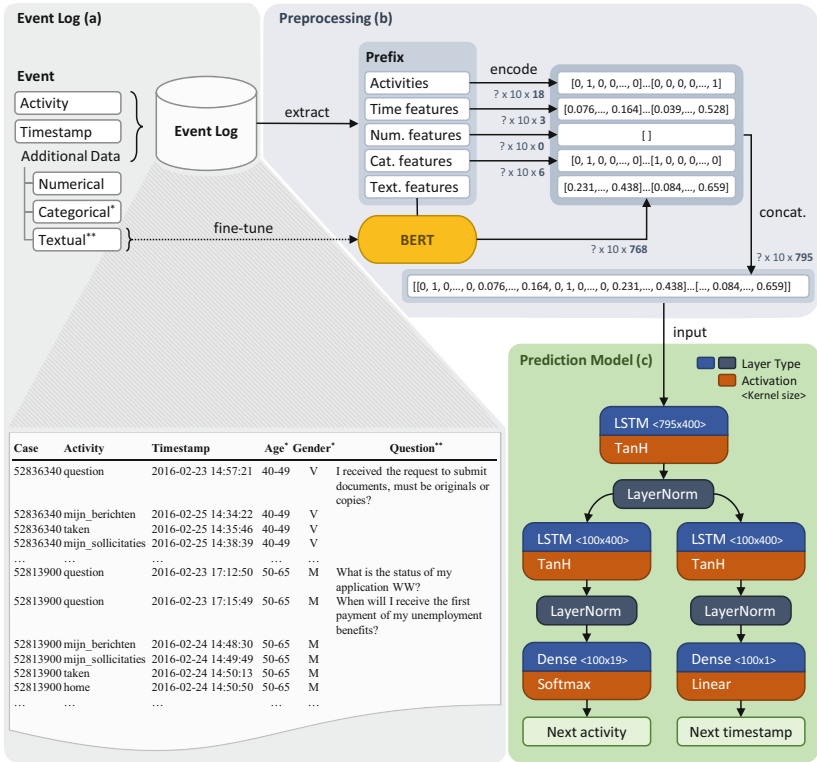 Event Log (a)
Event
Activity
Timestamp
Additional Data
Numerical
Categorical*
Textual**
Event Log
extract
fine-tune
Preprocessing (b)
Prefix
Activities
Time features
Num. features
Cat. features
Text. features
BERT
encode
? x 10 x 18
? x 10 x 3
? x 10 x 0
? x 10 x 6
? x 10 x 768
[0, 1, 0, 0,..., 0]...[0, 0, 0, 0,..., 1]
[0.076,..., 0.164]...[0.039,..., 0.528]
[ ]
[0, 1, 0, 0,..., 0]...[1, 0, 0, 0,..., 0]
[0.231,..., 0.438]...[0.084,..., 0.659]
concat.
? x 10 x 795
[[0, 1, 0,..., 0, 0.076,..., 0.164, 0, 1, 0,..., 0, 0.231,..., 0.438]...[..., 0.084,..., 0.659]]
input
Prediction Model (c)
Layer Type
Activation
<Kernel size>
LSTM <795x400>
TanH
LayerNorm
LSTM <100x400>
TanH
LSTM <100x400>
TanH
LayerNorm
LayerNorm
Dense <100x19>
Softmax
Dense <100x1>
Linear
Next activity
Next timestamp
Case Activity Timestamp Age* Gender* Question**
52836340 question 2016-02-23 14:57:21 40-49 V I received the request to submit
documents, must be originals or
copies?
52836340 mijn_berichten 2016-02-25 14:34:22 40-49 V
52836340 taken 2016-02-25 14:35:46 40-49 V
52836340 mijn_sollicitaties 2016-02-25 14:38:39 40-49 V
... ... ... ... ...
52813900 question 2016-02-23 17:12:50 50-65 M What is the status of my
application WW?
52813900 question 2016-02-23 17:15:49 50-65 M When will I receive the first
payment of my unemployment
benefits?
52813900 mijn_berichten 2016-02-24 14:48:30 50-65 M
52813900 mijn_sollicitaties 2016-02-24 14:49:49 50-65 M
52813900 taken 2016-02-24 14:50:13 50-65 M
52813900 home 2016-02-24 14:50:50 50-65 M
... ... ... ... ...